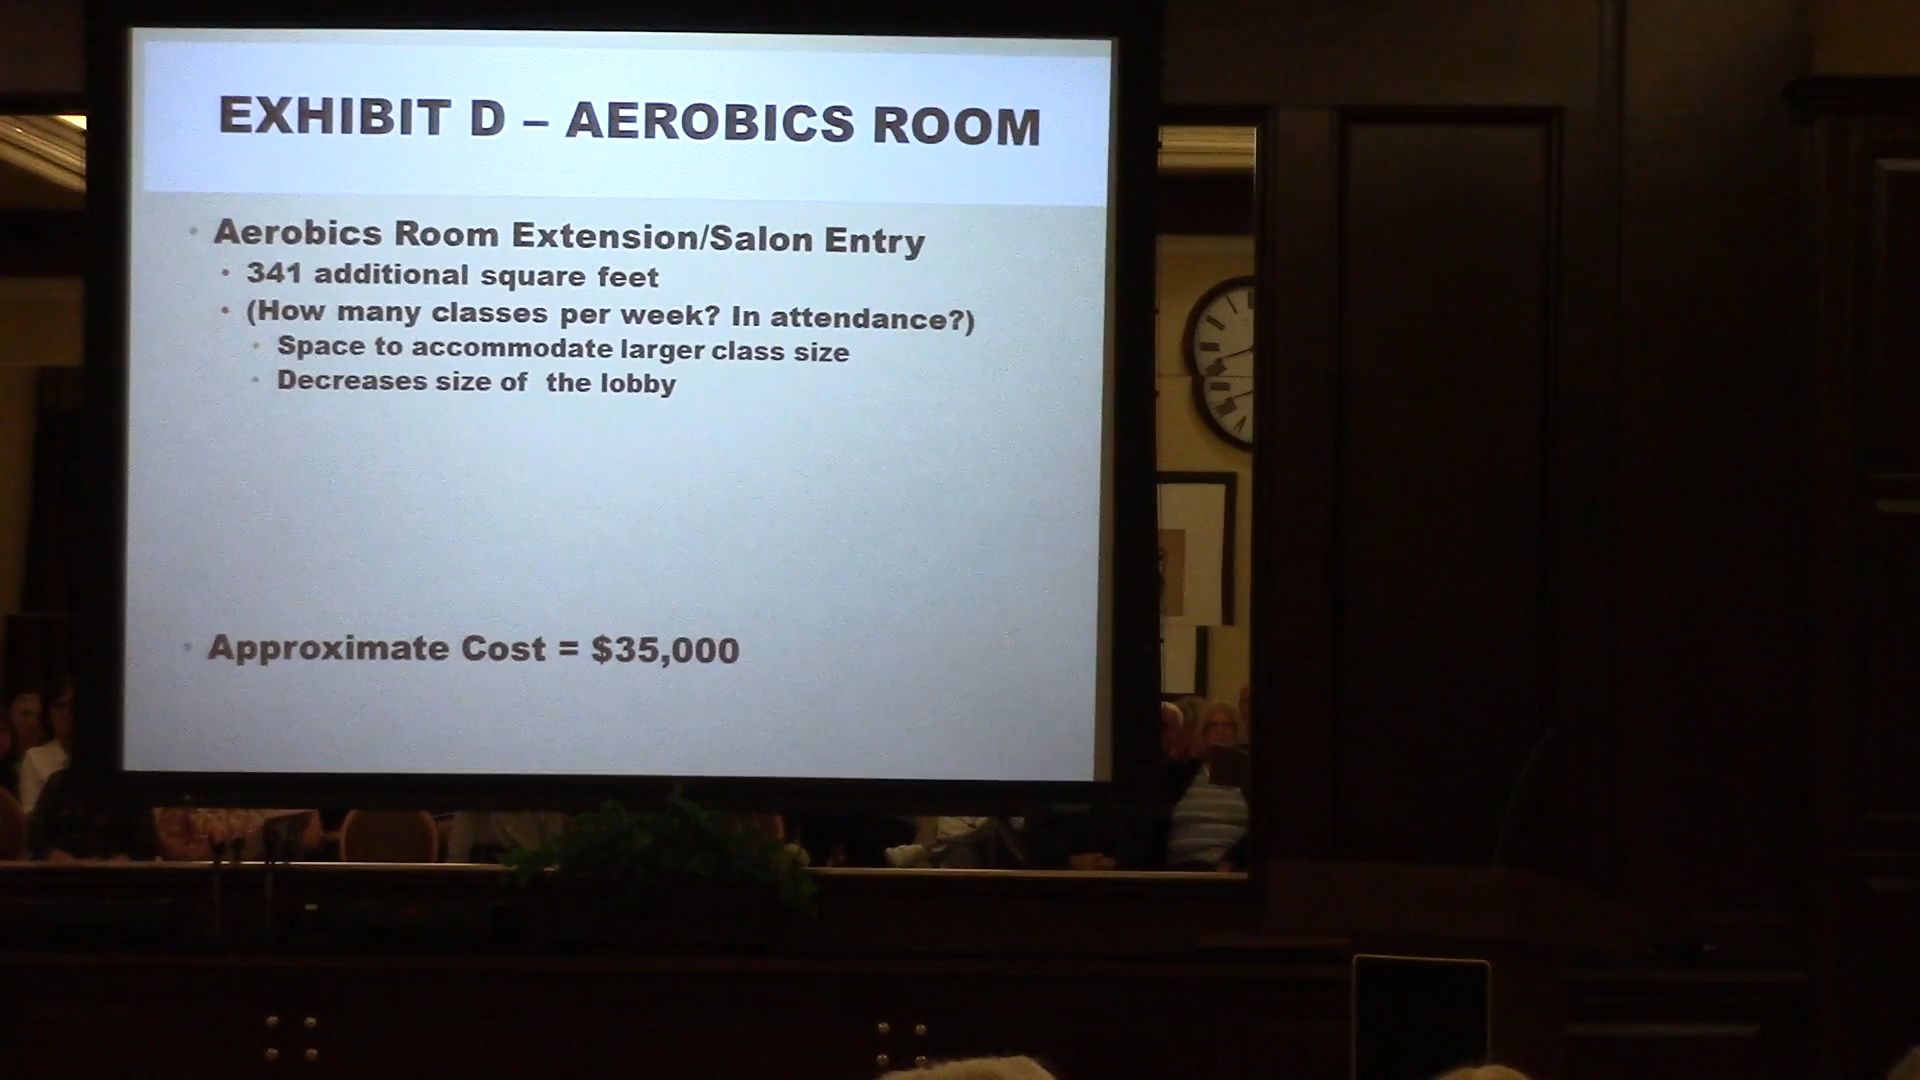 EXHIBIT D – AEROBICS ROOM
Aerobics Room Extension/Salon Entry
341 additional square feet
(How many classes per week? In attendance?)
Space to accommodate larger class size
Decreases size of the lobby
Approximate Cost = $35,000